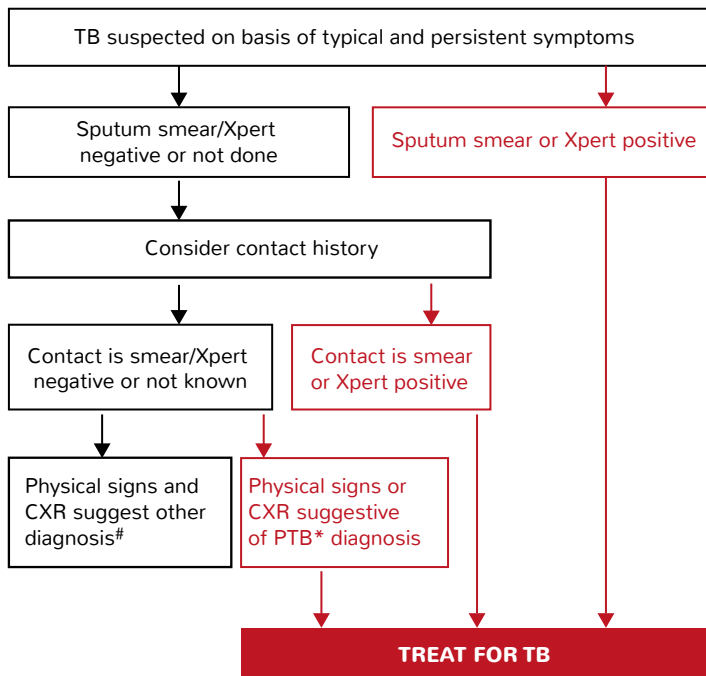 TB suspected on basis of typical and persistent symptoms
Sputum smear/Xpert
negative or not done
Sputum smear or Xpert positive
Consider contact history
Contact is smear/Xpert
negative or not known
Contact is smear
or Xpert positive
Physical signs and
CXR suggest other
diagnosis#
Physical signs or
CXR suggestive
of PTB* diagnosis
TREAT FOR TB